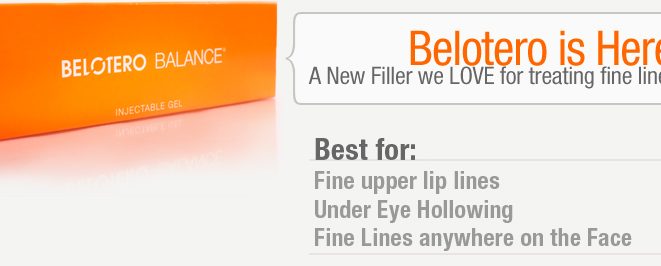 BELOTERO BALANCE®
INJECTABLE GEL
Belotero is Here
A New Filler we LOVE for treating fine line
Best for:
Fine upper lip lines
Under Eye Hollowing
Fine Lines anywhere on the Face